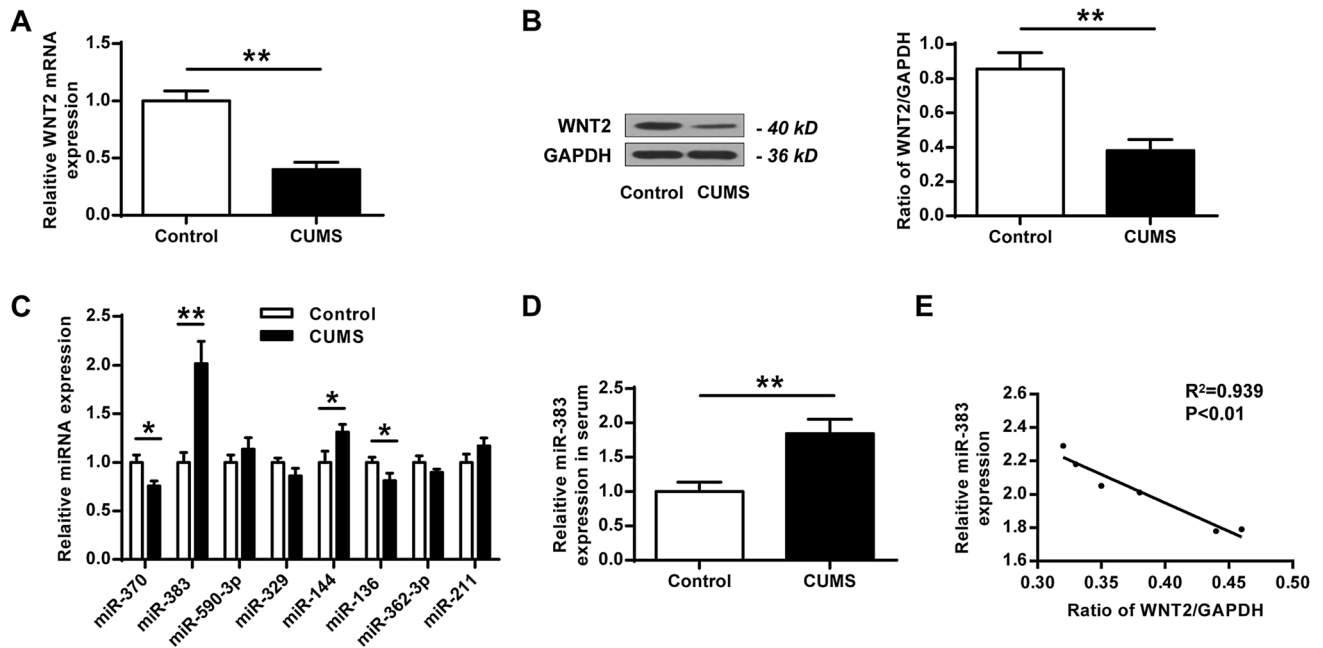 A
Relaitive WNT2 mRNA
expression
1.5
1.0
0.5
0.0
**
Control
CUMS
B
WNT2
GAPDH
- 40 kD
- 36 kD
Control
CUMS
Ratio of WNT2/GAPDH
1.0
0.8
0.6
0.4
0.2
0.0
**
Control
CUMS
C
Relaitive miRNA expression
2.5
2.0
1.5
1.0
0.5
0.0
Control
CUMS
*
**
*
*
miR-370
miR-383
miR-590-3p
miR-329
miR-144
miR-136
miR-362-3p
miR-211
D
Relaitive miR-383
expression in serum
2.5
2.0
1.5
1.0
0.5
0.0
**
Control
CUMS
E
Relaitive miR-383
expression
2.6
2.4
2.2
2.0
1.8
1.6
R²=0.939
P<0.01
0.30
0.35
0.40
0.45
0.50
Ratio of WNT2/GAPDH